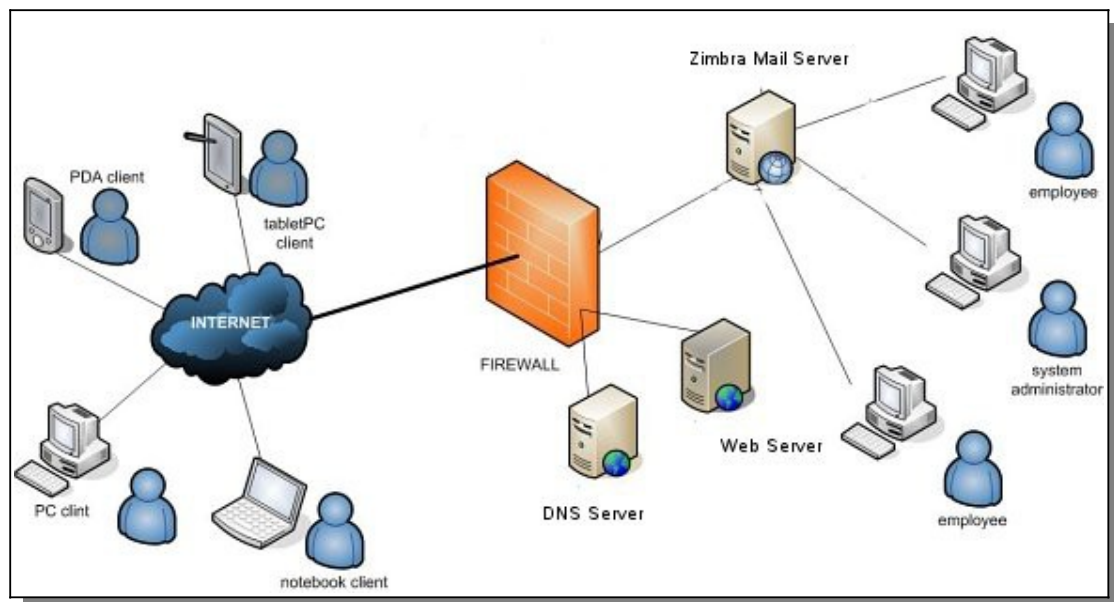 Zimbra Mail Server
PDA client
tabletPC
client
employee
INTERNET
FIREWALL
system
administrator
Web Server
PC clint
DNS Server
employee
notebook client